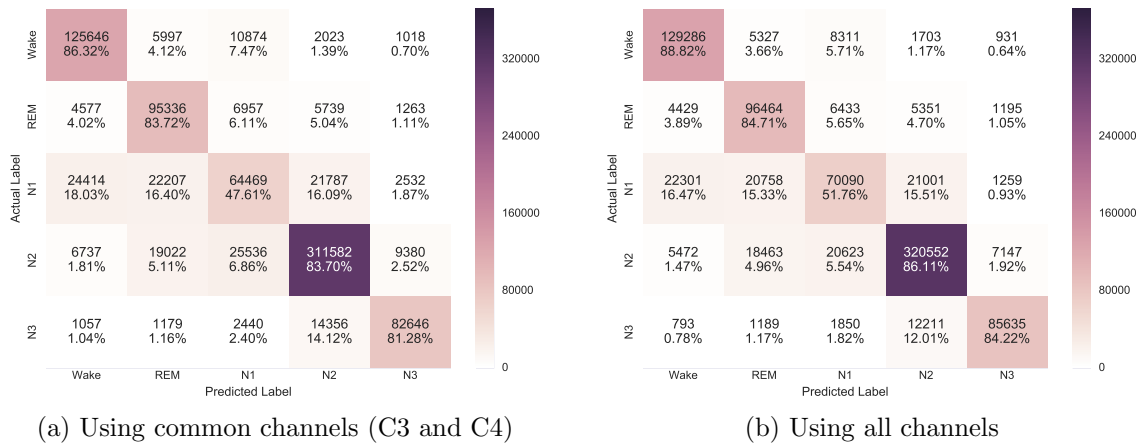 Actual Label
Wake
125646 5997 10874 2023 1018
86.32% 4.12% 7.47% 1.39% 0.70%
REM
4577 95336 6957 5739 1263
4.02% 83.72% 6.11% 5.04% 1.11%
N1
24414 22207 64469 21787 2532
18.03% 16.40% 47.61% 16.09% 1.87%
N2
6737 19022 25536 311582 9380
1.81% 5.11% 6.86% 83.70% 2.52%
N3
1057 1179 2440 14356 82646
1.04% 1.16% 2.40% 14.12% 81.28%
Wake REM N1 N2 N3
Predicted Label
320000
240000
160000
80000
0
(a) Using common channels (C3 and C4)
Actual Label
Wake
129286 5327 8311 1703 931
88.82% 3.66% 5.71% 1.17% 0.64%
REM
4429 96464 6433 5351 1195
3.89% 84.71% 5.65% 4.70% 1.05%
N1
22301 20758 70090 21001 1259
16.47% 15.33% 51.76% 15.51% 0.93%
N2
5472 18463 20623 320552 7147
1.47% 4.96% 5.54% 86.11% 1.92%
N3
793 1189 1850 12211 85635
0.78% 1.17% 1.82% 12.01% 84.22%
Wake REM N1 N2 N3
Predicted Label
320000
240000
160000
80000
0
(b) Using all channels